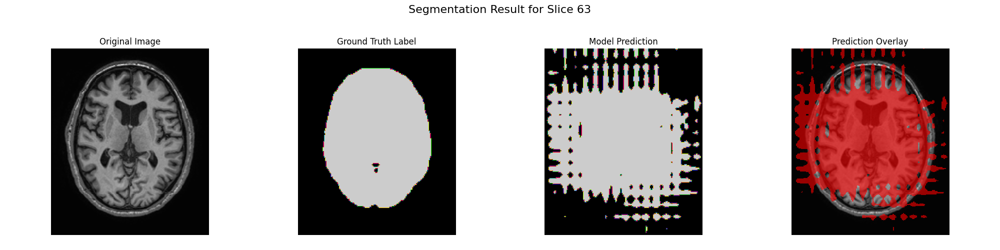 Segmentation Result for Slice 63
Original Image
Ground Truth Label
Model Prediction
Prediction Overlay